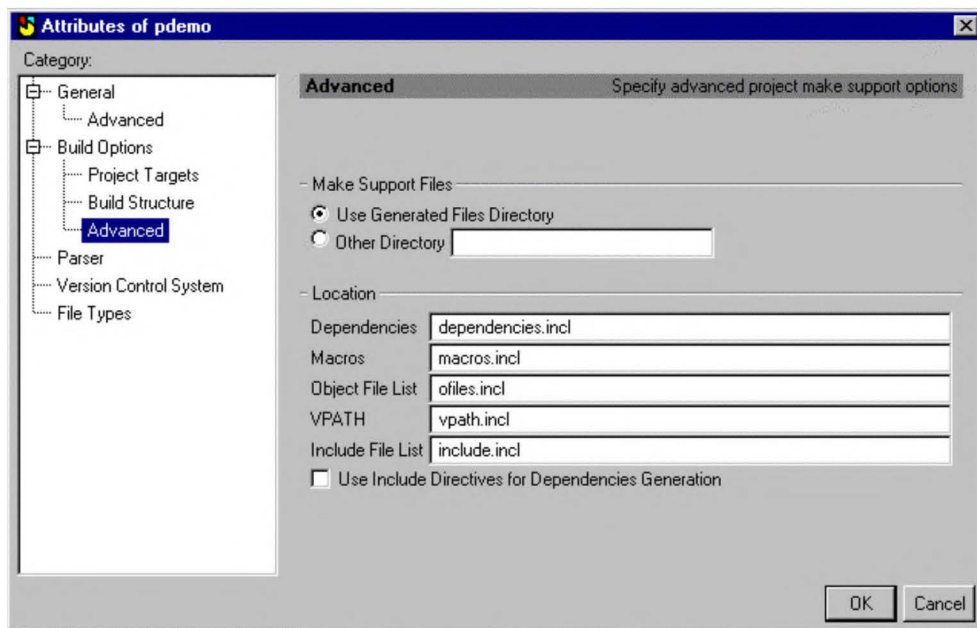 Attributes of pdemo
Category:
General
Advanced
Build Options
Project Targets
Build Structure
Advanced
Parser
Version Control System
File Types
Advanced Specify advanced project make support options
Make Support Files
Use Generated Files Directory
Other Directory
Location
Dependencies dependencies.incl
Macros macros.incl
Object File List ofiles.incl
VPATH vpath.incl
Include File List include.incl
Use Include Directives for Dependencies Generation
OK Cancel